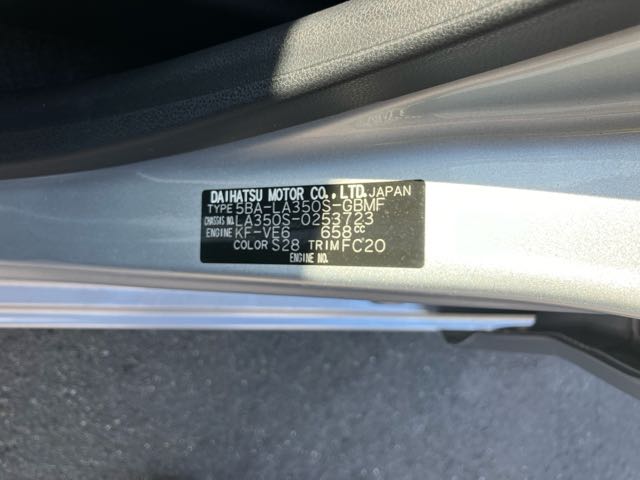 DAIHATSU MOTOR CO., LTD. JAPAN
TYPE 5BA-LA350S-GBMF
CHASSIS NO. LA350S-0253723
ENGINE KF-VE6 658cc
COLOR S28 TRIM FC20
ENGINE NO.